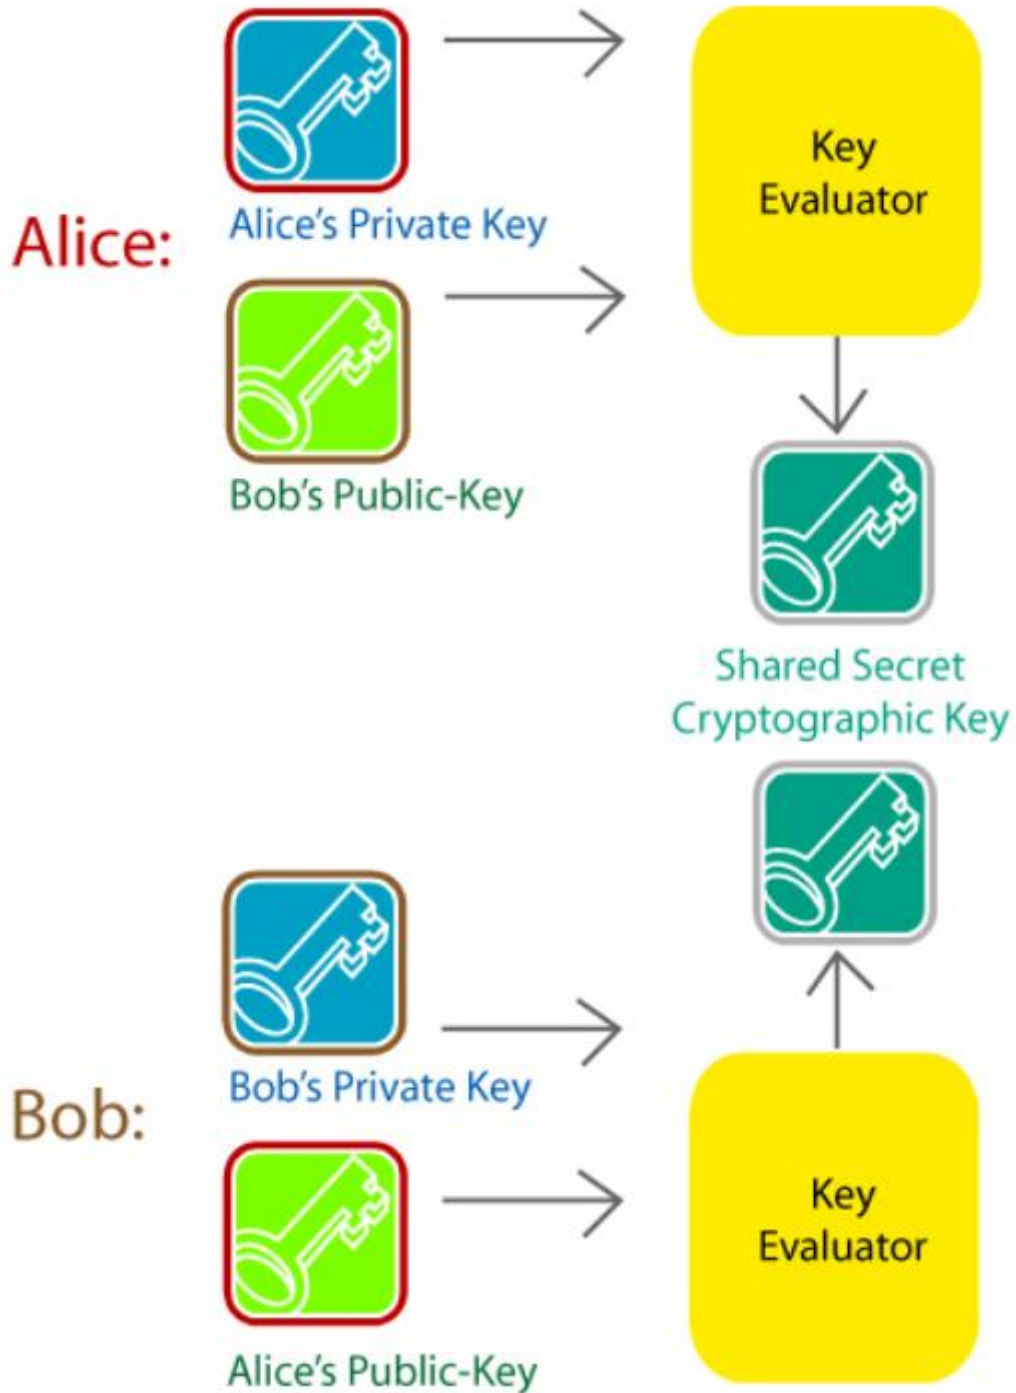 Key
Evaluator
Alice:
Alice's Private Key
Bob's Public-Key
Shared Secret
Cryptographic Key
Bob:
Bob's Private Key
Alice's Public-Key
Key
Evaluator